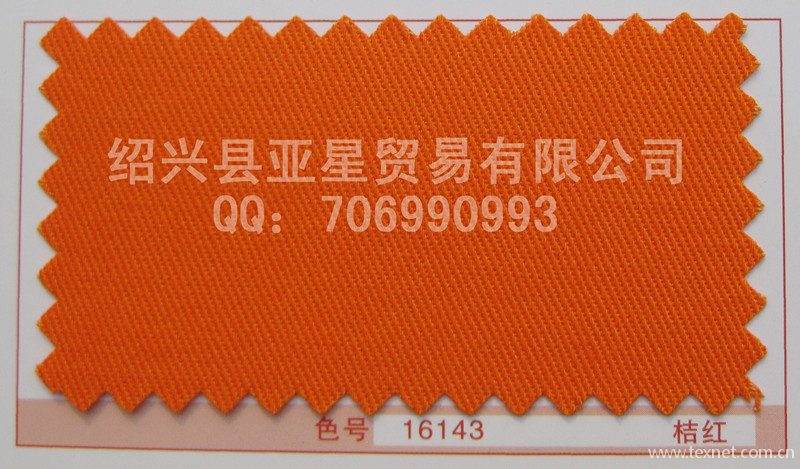 绍兴县亚星贸易有限公司
QQ：706990993
色号 16143 桔红
www.texnet.com.cn